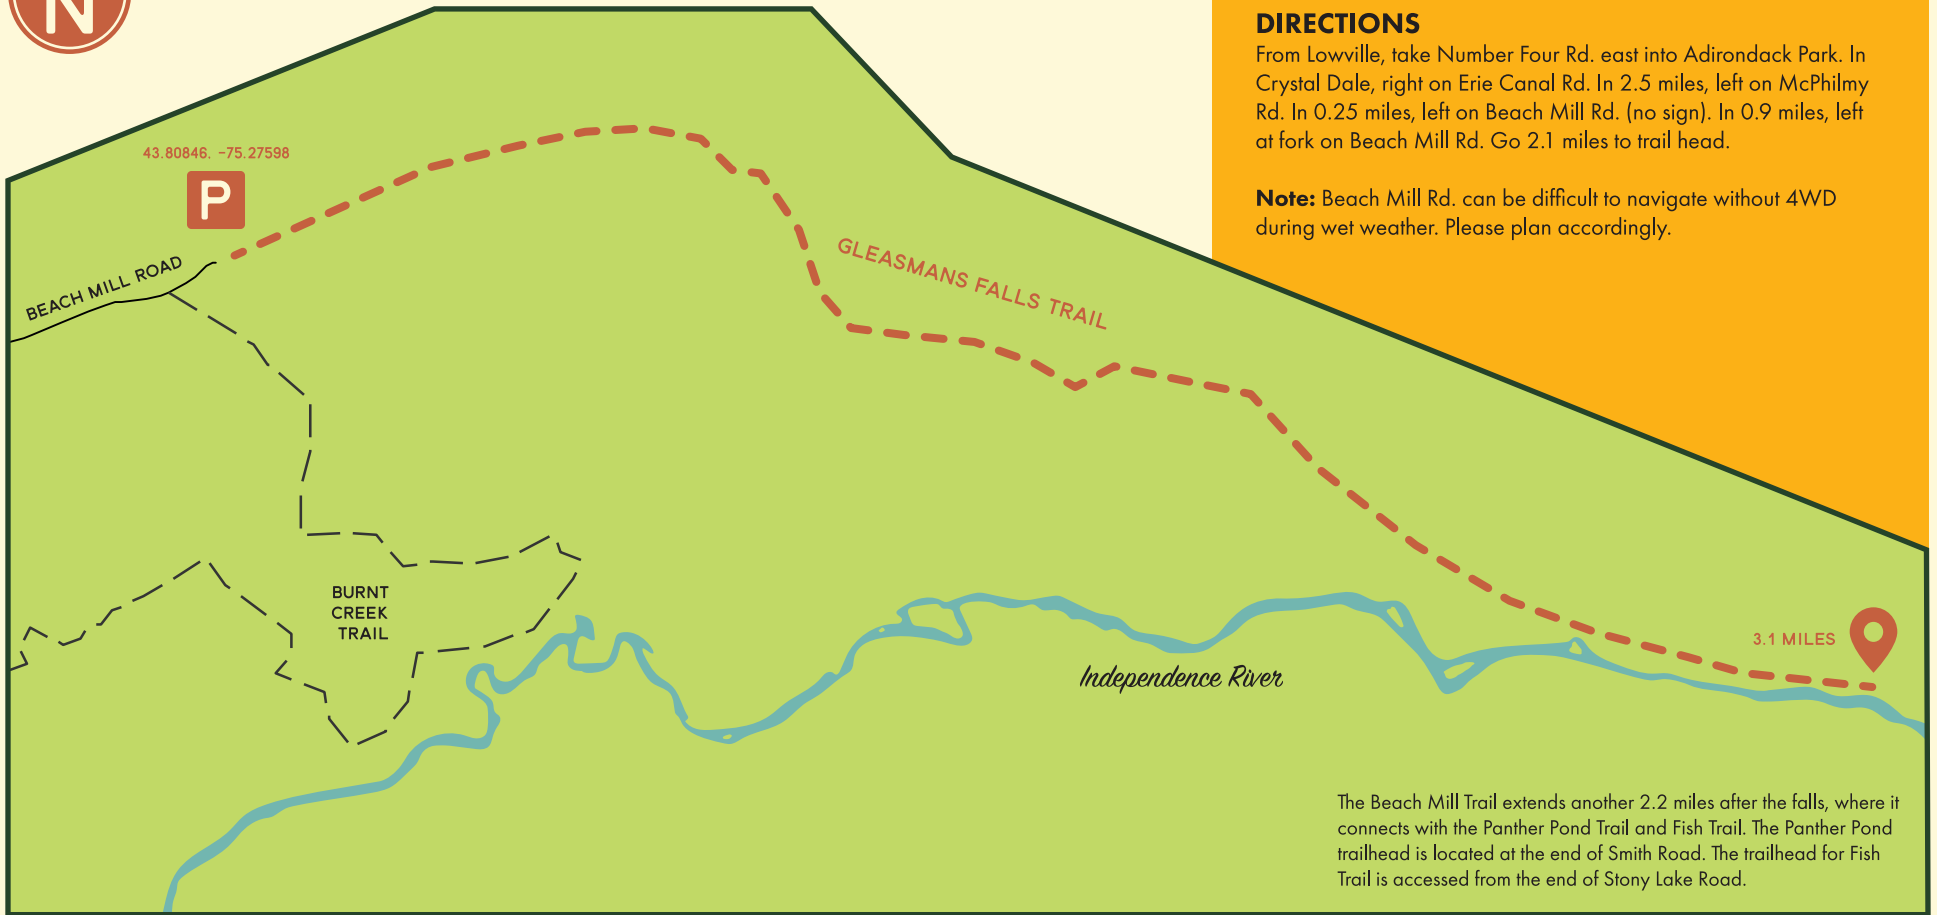 N
DIRECTIONS
From Lowville, take Number Four Rd. east into Adirondack Park. In
Crystal Dale, right on Erie Canal Rd. In 2.5 miles, left on McPhilmy
Rd. In 0.25 miles, left on Beach Mill Rd. (no sign). In 0.9 miles, left
at fork on Beach Mill Rd. Go 2.1 miles to trail head.
Note: Beach Mill Rd. can be difficult to navigate without 4WD
during wet weather. Please plan accordingly.
43.80846, -75.27598
P
BEACH MILL ROAD
GLEASMANS FALLS TRAIL
BURNT
CREEK
TRAIL
3.1 MILES
Independence River
The Beach Mill Trail extends another 2.2 miles after the falls, where it
connects with the Panther Pond Trail and Fish Trail. The Panther Pond
trailhead is located at the end of Smith Road. The trailhead for Fish
Trail is accessed from the end of Stony Lake Road.